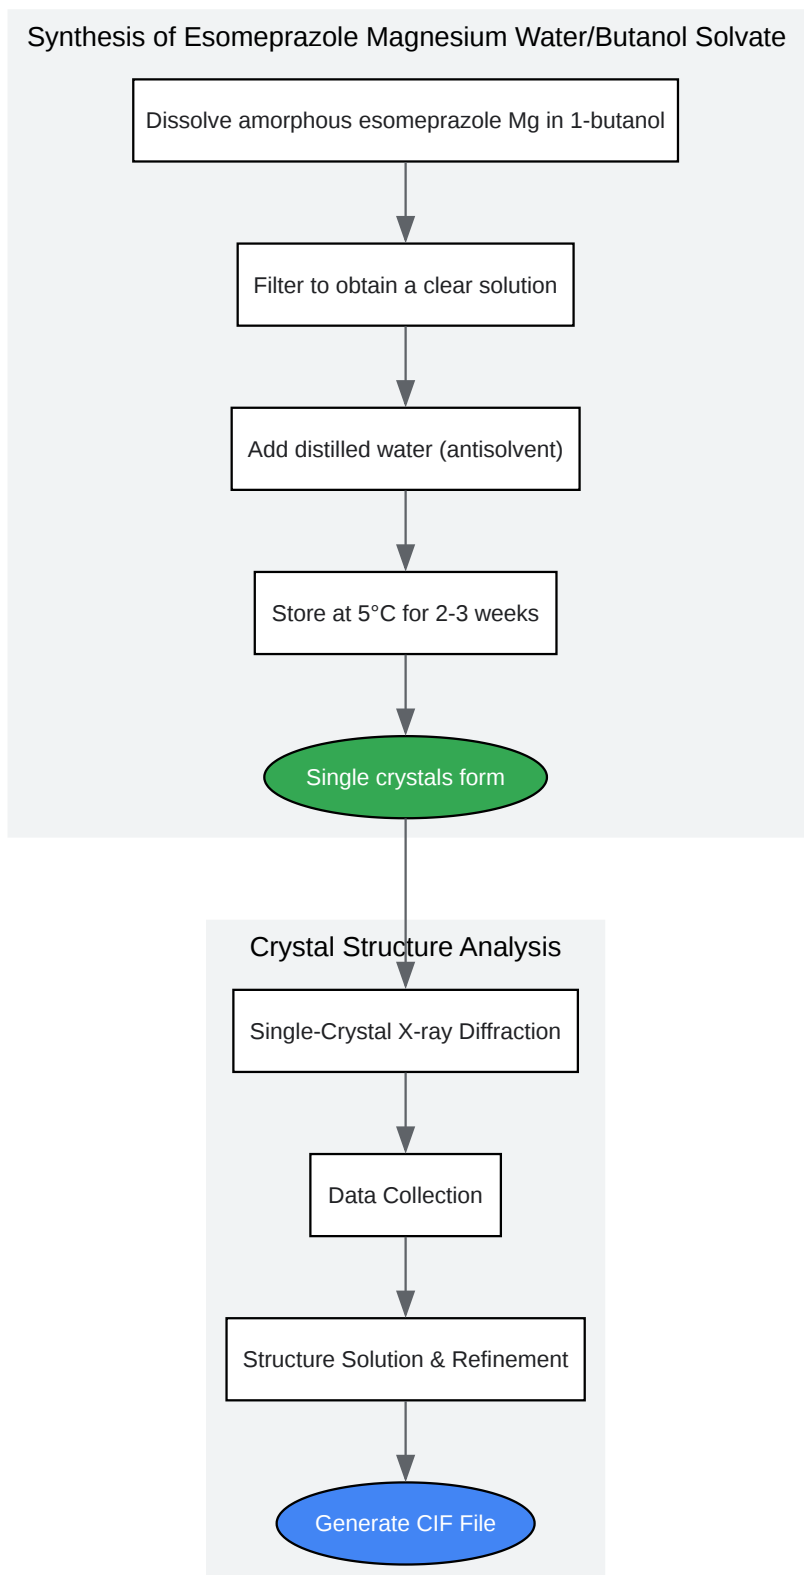 Synthesis of Esomeprazole Magnesium Water/Butanol Solvate
Dissolve amorphous esomeprazole Mg in 1-butanol
Filter to obtain a clear solution
Add distilled water (antisolvent)
Store at 5°C for 2-3 weeks
Single crystals form
Crystal Structure Analysis
Single-Crystal X-ray Diffraction
Data Collection
Structure Solution & Refinement
Generate CIF File